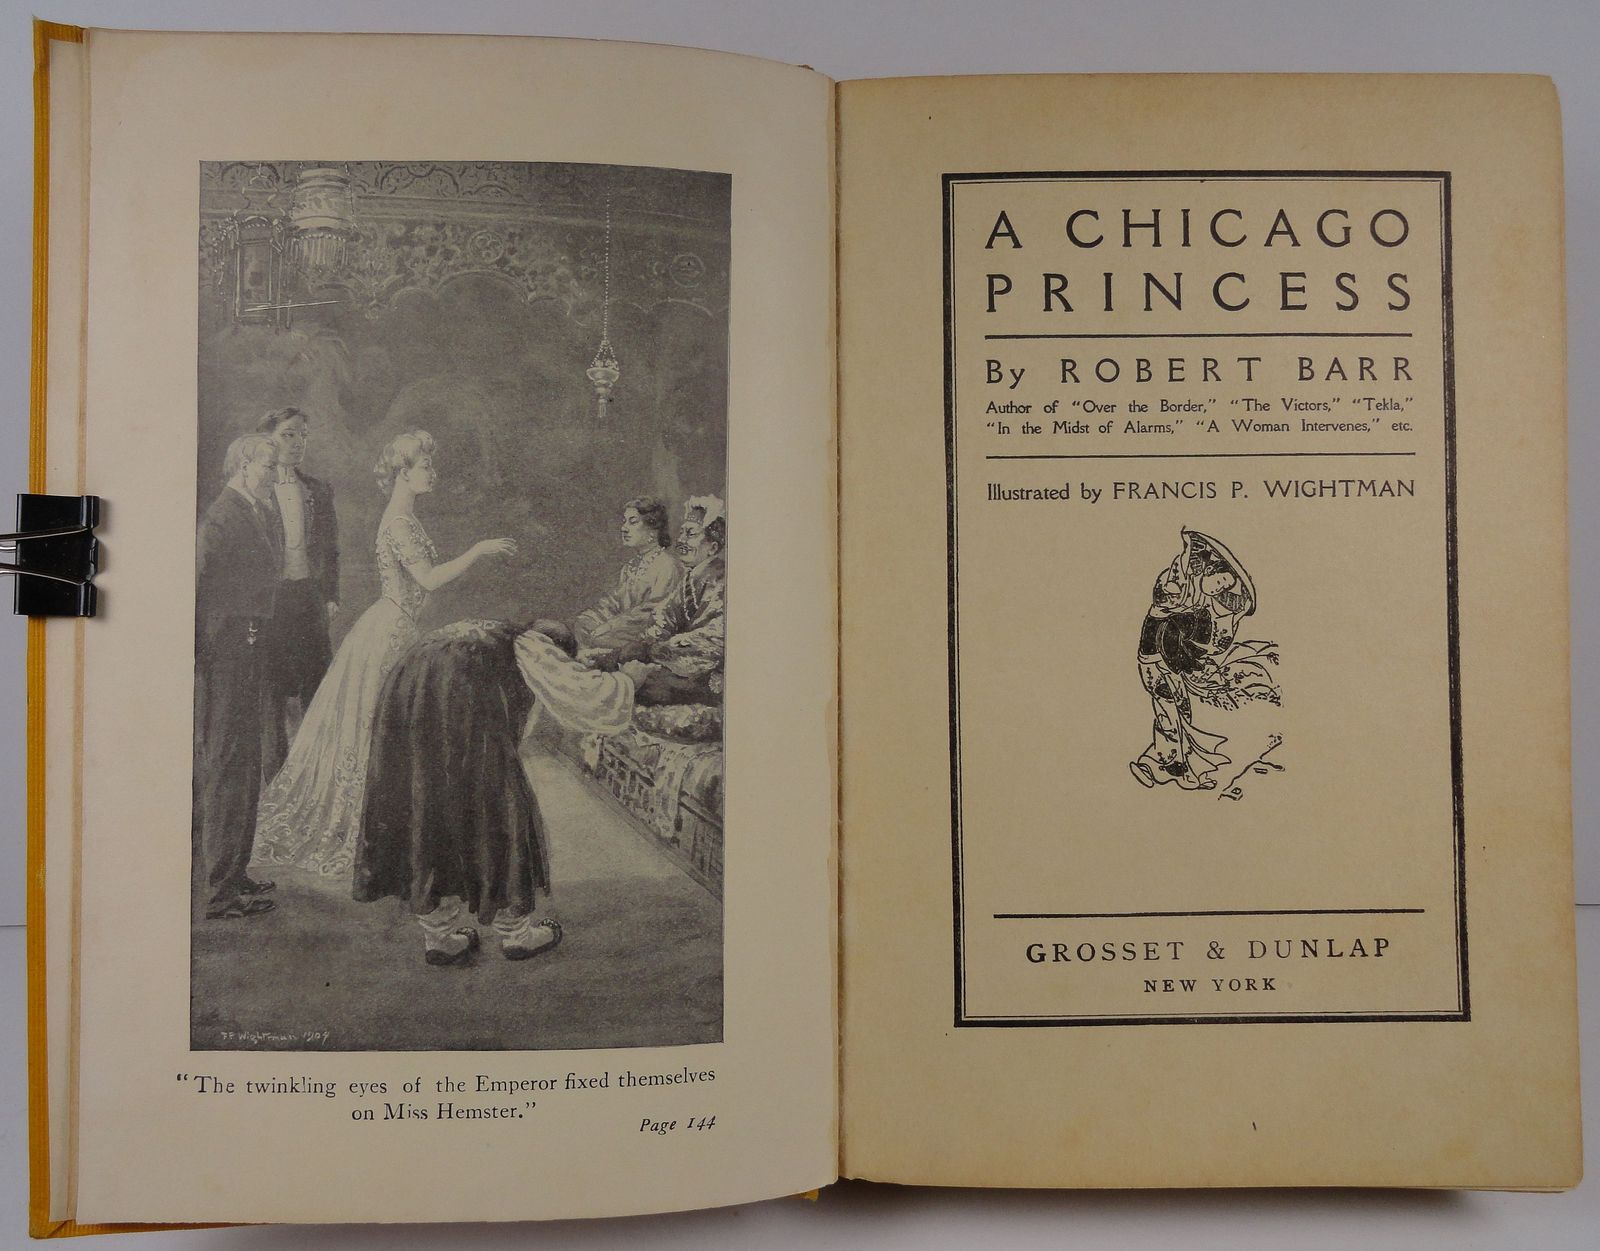 F P Wightman 1904
"The twinkling eyes of the Emperor fixed themselves
on Miss Hemster."
Page 144
A CHICAGO
PRINCESS
By ROBERT BARR
Author of "Over the Border," "The Victors," "Tekla,"
"In the Midst of Alarms," "A Woman Intervenes," etc.
Illustrated by FRANCIS P. WIGHTMAN
GROSSET & DUNLAP
NEW YORK